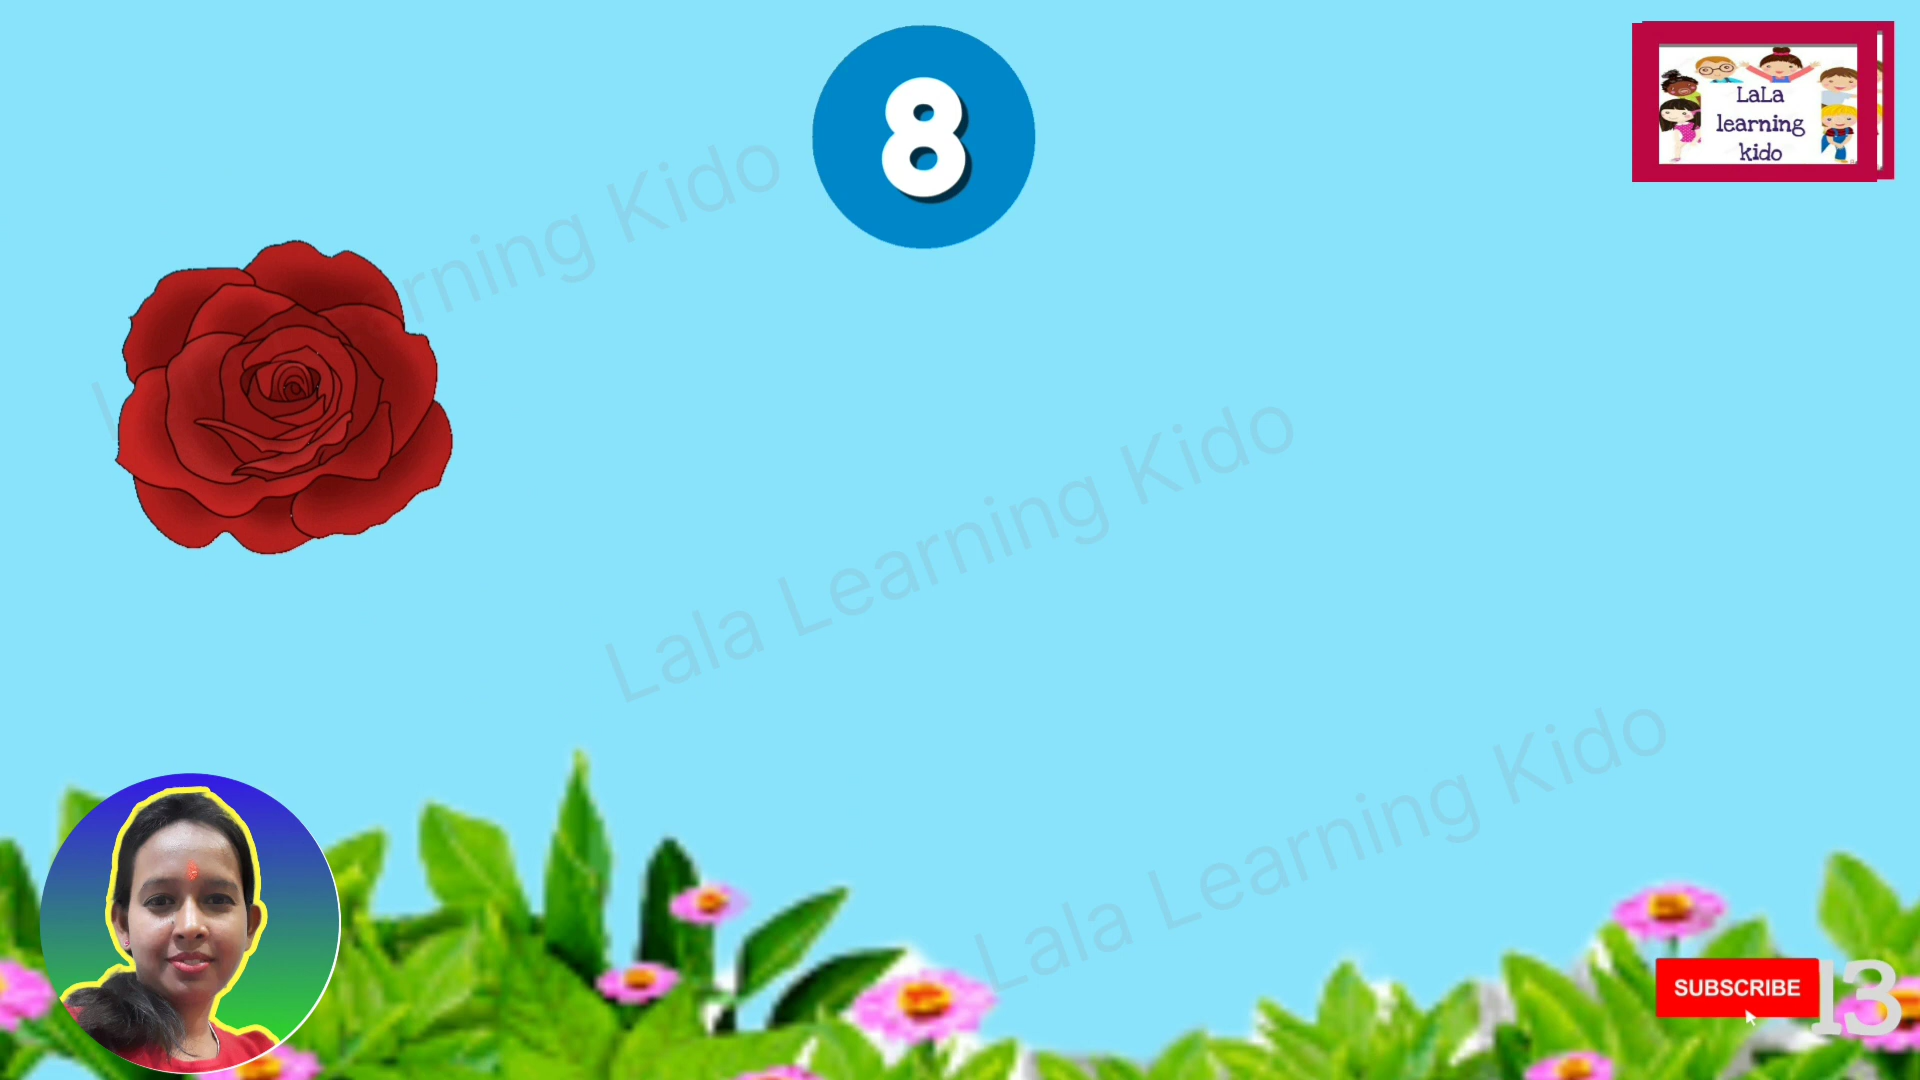 8
LaLa
learning
kido
L rning Kido
Lala Learning Kido
Lala Learning Kido
SUBSCRIBE
13